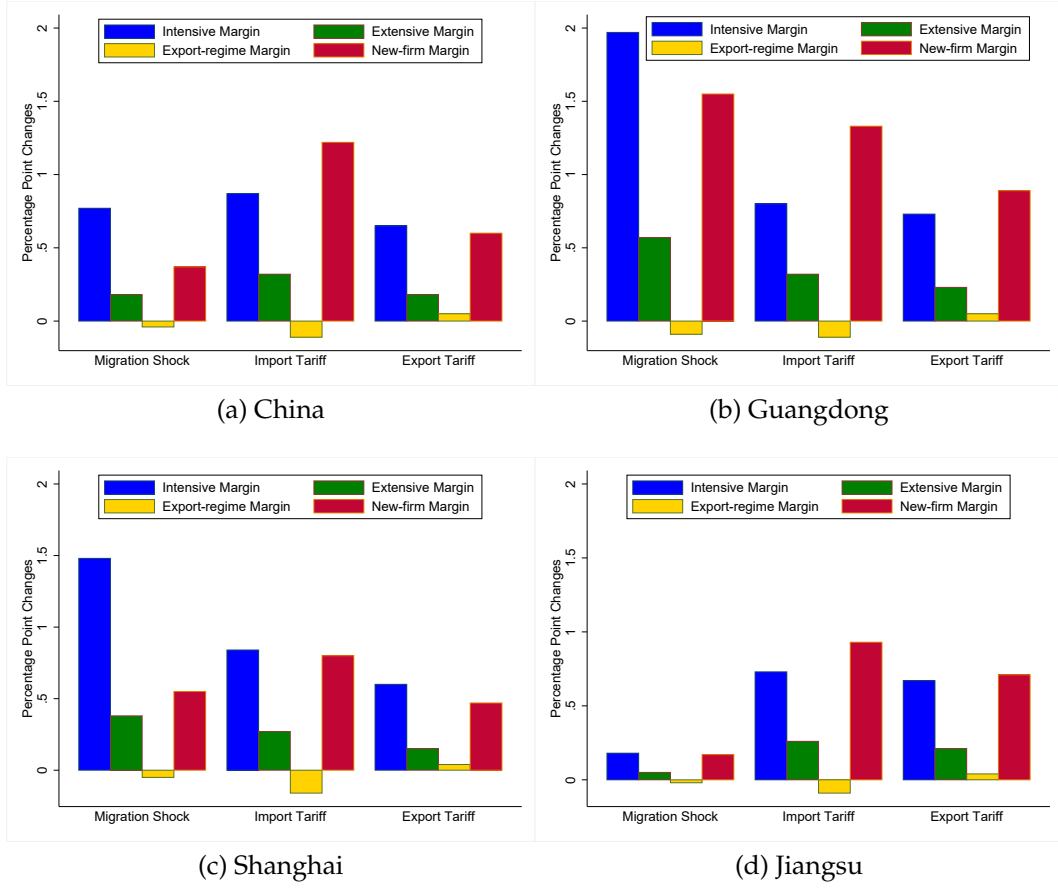 Intensive Margin Extensive Margin
Export-regime Margin New-firm Margin
Percentage Point Changes
2
1.5
1
.5
0
Migration Shock Import Tariff Export Tariff
(a) China
Intensive Margin Extensive Margin
Export-regime Margin New-firm Margin
Percentage Point Changes
2
1.5
1
.5
0
Migration Shock Import Tariff Export Tariff
(b) Guangdong
Intensive Margin Extensive Margin
Export-regime Margin New-firm Margin
Percentage Point Changes
2
1.5
1
.5
0
Migration Shock Import Tariff Export Tariff
(c) Shanghai
Intensive Margin Extensive Margin
Export-regime Margin New-firm Margin
Percentage Point Changes
2
1.5
1
.5
0
Migration Shock Import Tariff Export Tariff
(d) Jiangsu